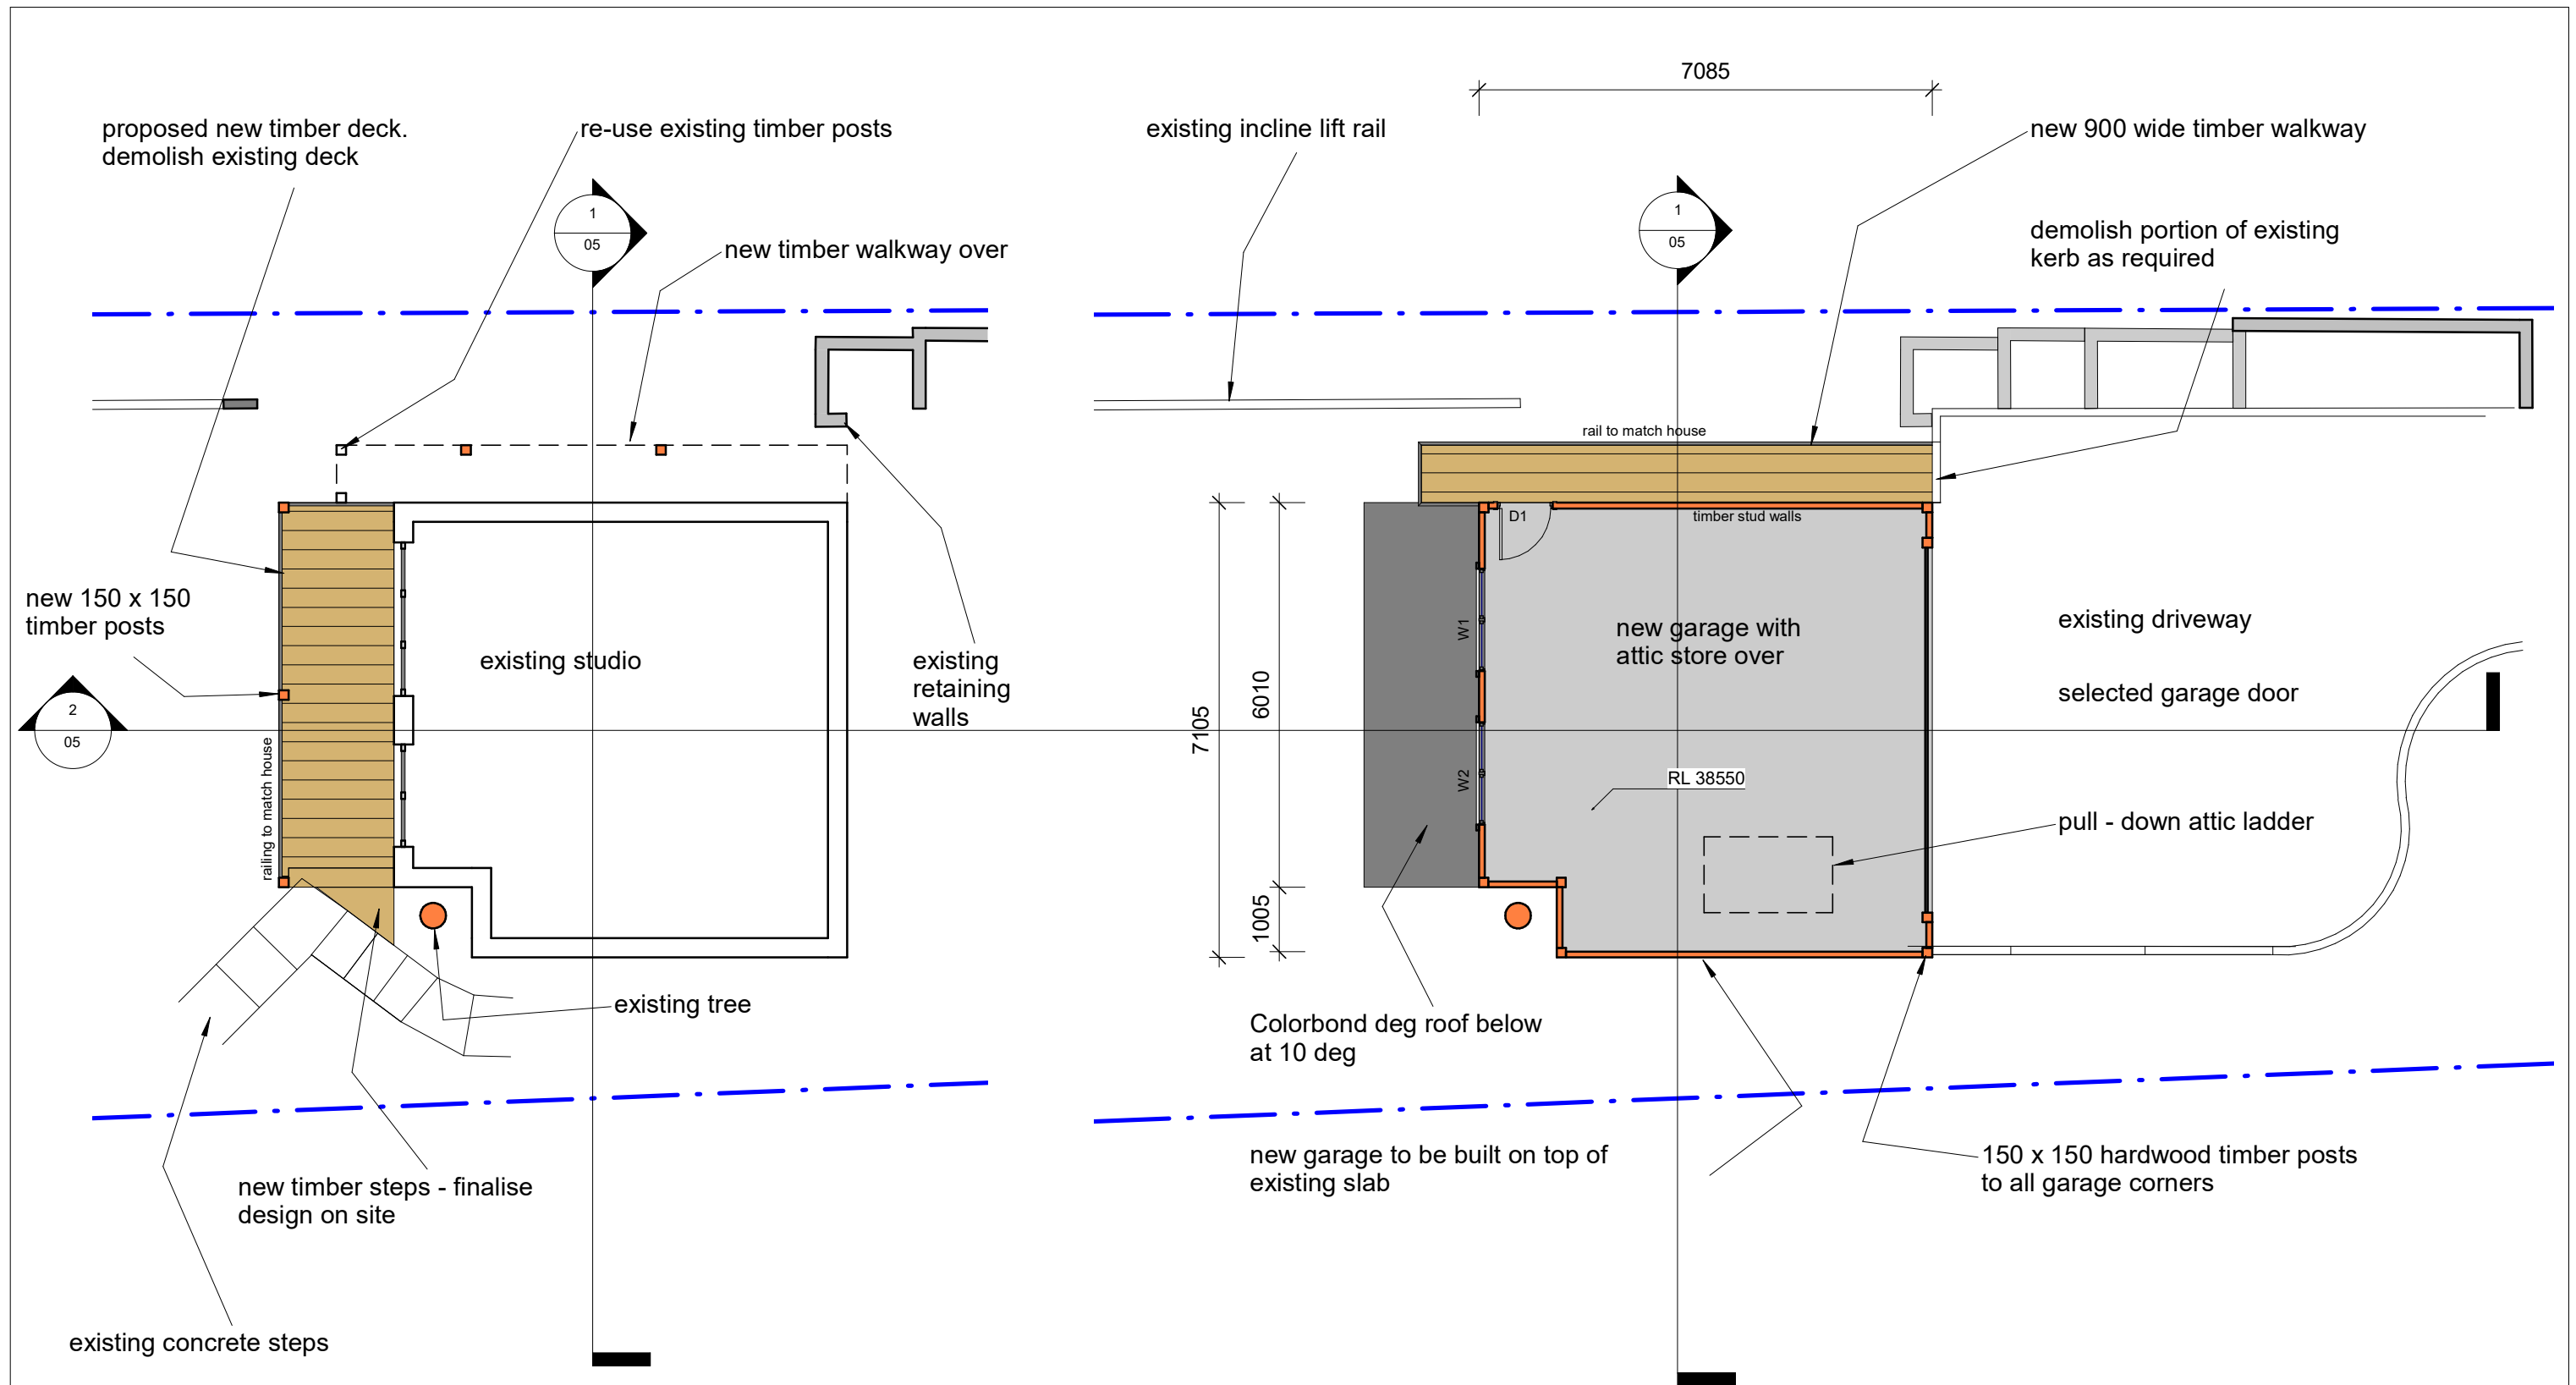 7085
proposed new timber deck.
demolish existing deck
re-use existing timber posts
existing incline lift rail
new 900 wide timber walkway
1
05
new timber walkway over
1
05
demolish portion of existing
kerb as required
rail to match house
D1
timber stud walls
new 150 x 150
timber posts
existing studio
existing
retaining
walls
W1
new garage with
attic store over
existing driveway
selected garage door
2
05
railing to match house
7105
6010
1005
W2
RL 38550
pull - down attic ladder
existing tree
Colorbond deg roof below
at 10 deg
new timber steps - finalise
design on site
new garage to be built on top of
existing slab
150 x 150 hardwood timber posts
to all garage corners
existing concrete steps